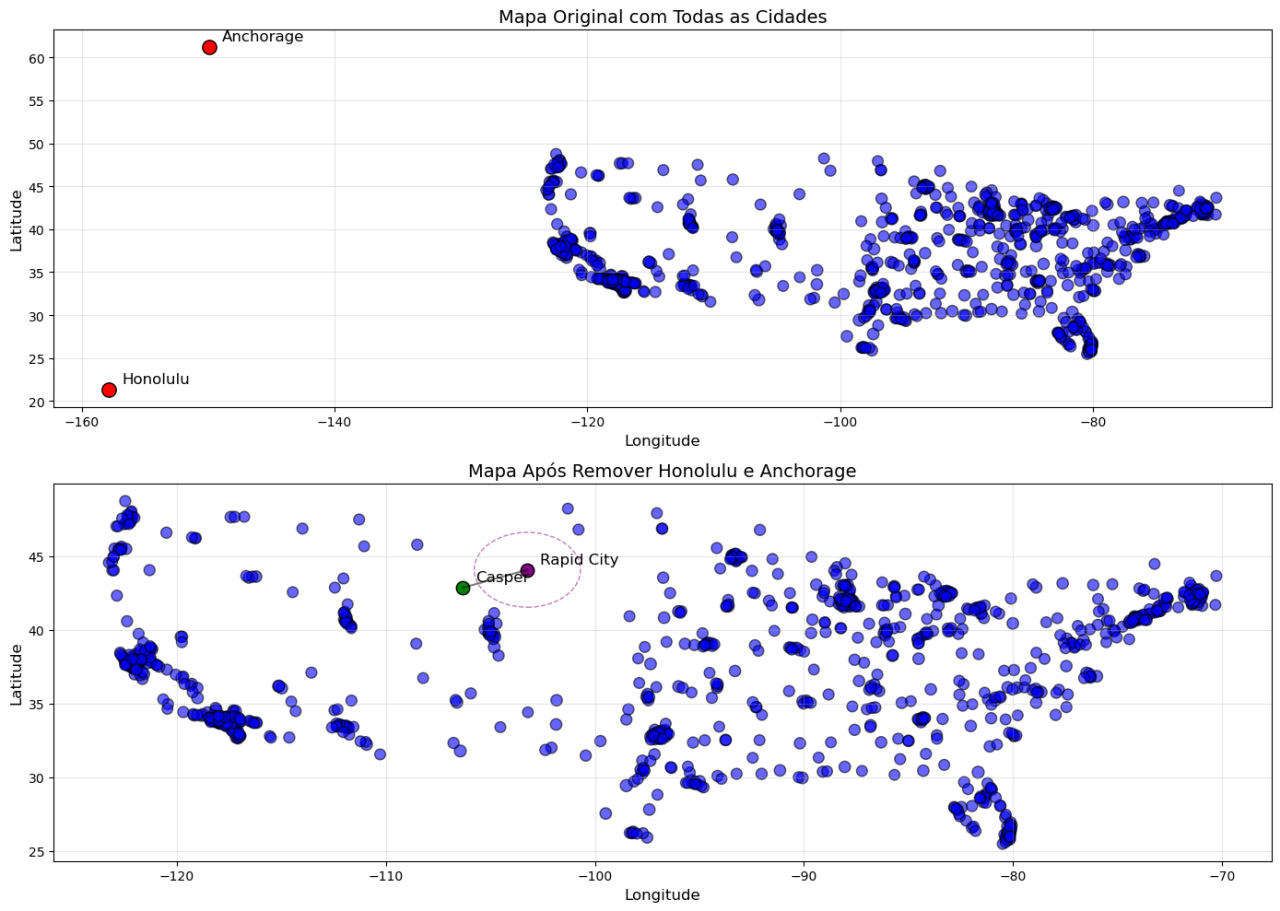 Mapa Original com Todas as Cidades
Anchorage
60
55
50
45
40
35
30
25
20
Latitude
Honolulu
−160
−140
−120
−100
−80
Longitude
Mapa Após Remover Honolulu e Anchorage
Rapid City
Casper
45
40
35
30
25
Latitude
−120
−110
−100
−90
−80
−70
Longitude